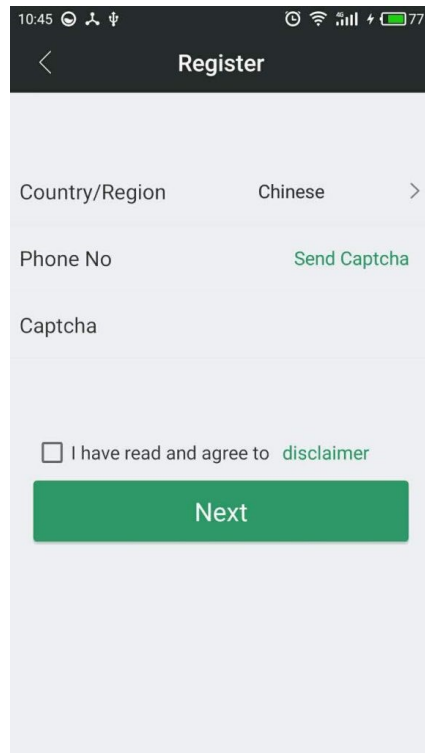 10:45 77
Register
Country/Region Chinese
Phone No Send Captcha
Captcha
I have read and agree to disclaimer
Next